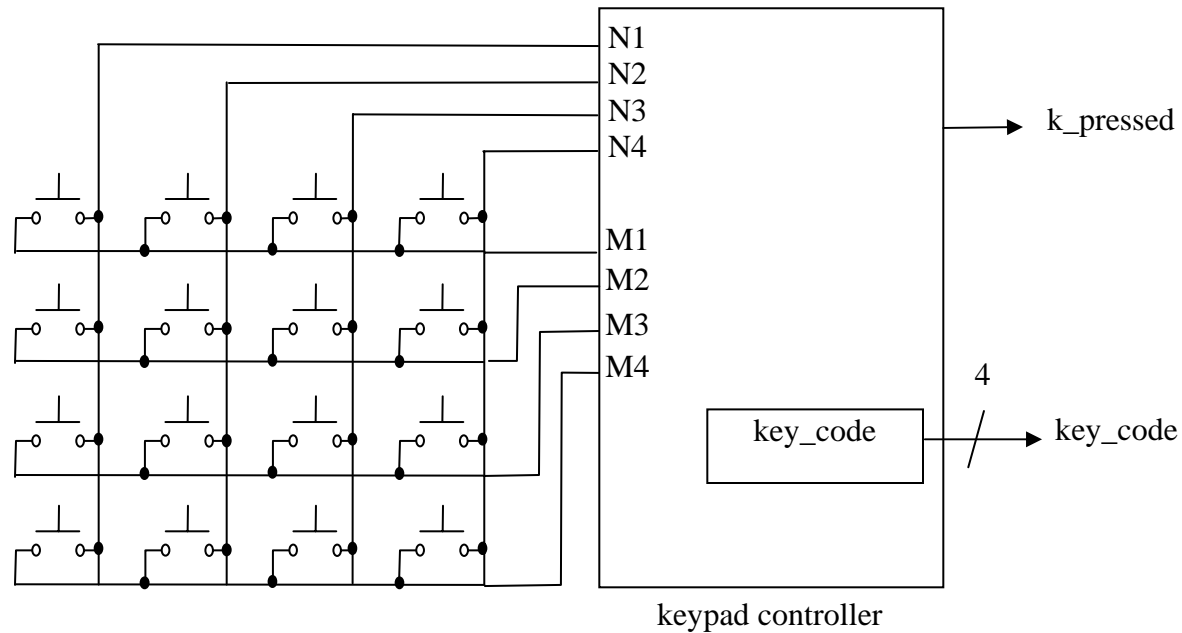 N1
N2
N3
N4
k_pressed
M1
M2
M3
M4
4
key_code
key_code
keypad controller